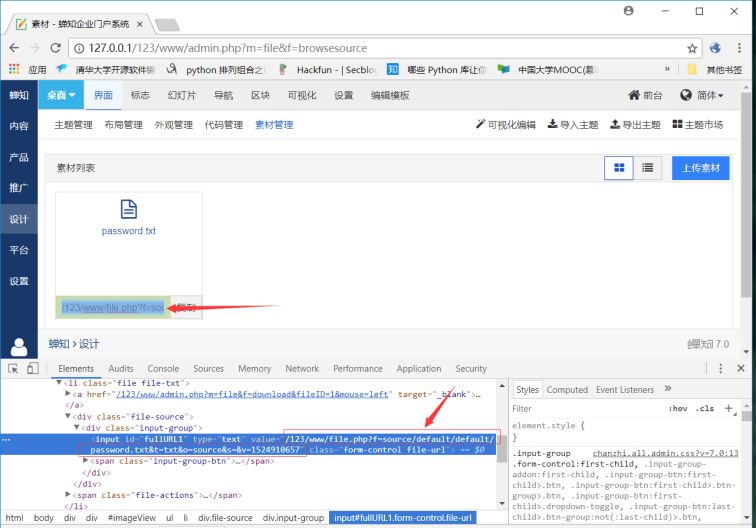 素材 - 蝉知企业门户系统
127.0.0.1/123/www/admin.php?m=file&f=browsesource
应用
清华大学开源软件镜
python 排列组合之
Hackfun - | Secbloc
知
哪些 Python 库让你
中国大学MOOC(慕
»
其他书签
蝉知
桌面
界面
标志
幻灯片
导航
区块
可视化
设置
编辑模板
前台
简体
内容
产品
推广
设计
平台
设置
主题管理
布局管理
外观管理
代码管理
素材管理
可视化编辑
导入主题
导出主题
主题市场
素材列表
上传素材
password.txt
/123/www/file.php?f=sou
复制
蝉知 > 设计
蝉知 7.0
Elements
Audits
Console
Sources
Memory
Network
Performance
Application
Security
<li class="file file-txt">
<a href="/123/www/admin.php?m=file&f=download&fileID=1&mouse=left" target="_blank">…
</a>
<div class="file-source">
<div class="input-group">
<input id="fullURL1" type="text" value="/123/www/file.php?f=source/default/default/
password.txt&t=txt&o=source&s=&v=1524910657" class="form-control file-url"> == $0
<span class="input-group-btn">…</span>
</div>
</div>
<span class="file-actions">…</span>
</li>
html
body
div
div
#imageView
ul
li
div.file-source
div.input-group
input#fullURL1.form-control.file-url
Styles
Computed
Event Listeners
»
Filter
:hov
.cls
+
element.style {
}
.input-group
chanzhi.all.admin.css?v=7.0:13
.form-control:first-child, .input-group-
addon:first-child, .input-group-btn:first-
child>.btn, .input-group-btn:first-child>.btn-
group>.btn, .input-group-btn:first-
child>.dropdown-toggle, .input-group-btn:last-
child>.btn-group:not(:last-child)>.btn,